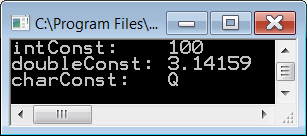 C:\Program Files\...
intConst:     100
doubleConst: 3.14159
charConst:    Q